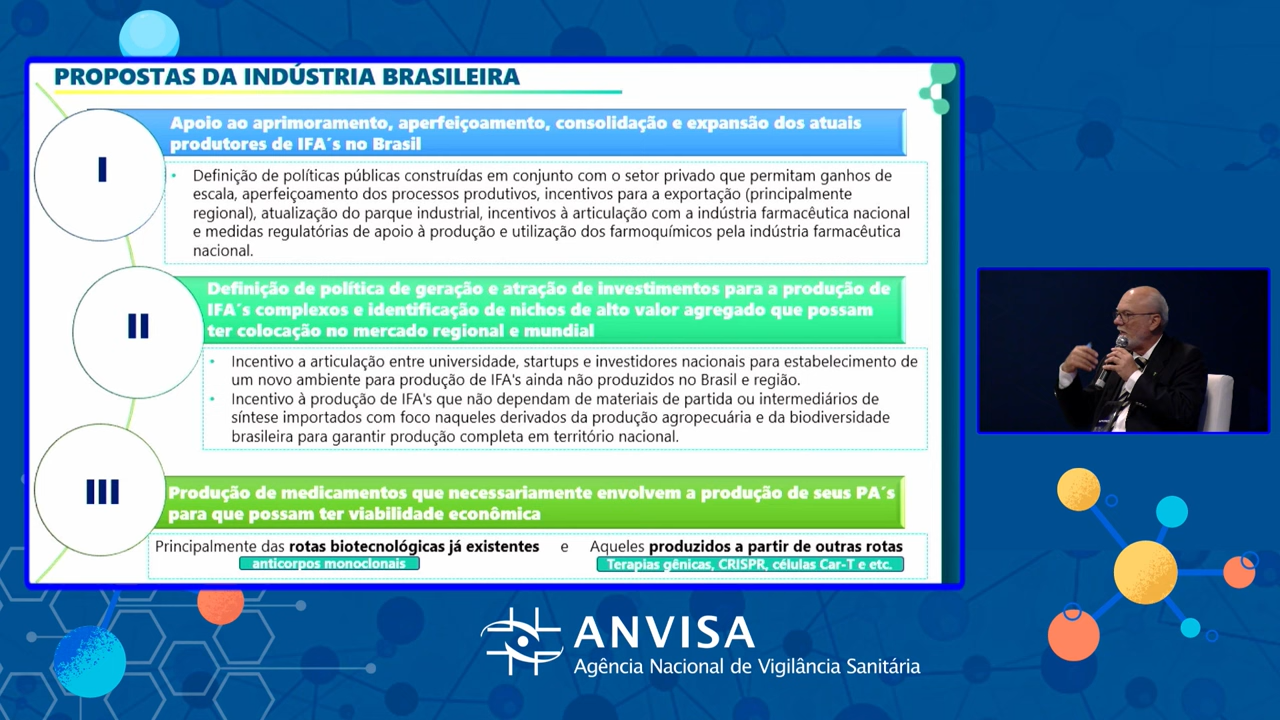 PROPOSTAS DA INDÚSTRIA BRASILEIRA
I
Apoio ao aprimoramento, aperfeiçoamento, consolidação e expansão dos atuais
produtores de IFA´s no Brasil
• Definição de políticas públicas construídas em conjunto com o setor privado que permitam ganhos de
escala, aperfeiçoamento dos processos produtivos, incentivos para a exportação (principalmente
regional), atualização do parque industrial, incentivos à articulação com a indústria farmacêutica nacional
e medidas regulatórias de apoio à produção e utilização dos farmoquímicos pela indústria farmacêutica
nacional.
II
Definição de política de geração e atração de investimentos para a produção de
IFA´s complexos e identificação de nichos de alto valor agregado que possam
ter colocação no mercado regional e mundial
• Incentivo a articulação entre universidade, startups e investidores nacionais para estabelecimento de
um novo ambiente para produção de IFA's ainda não produzidos no Brasil e região.
• Incentivo à produção de IFA's que não dependam de materiais de partida ou intermediários de
síntese importados com foco naqueles derivados da produção agropecuária e da biodiversidade
brasileira para garantir produção completa em território nacional.
III
Produção de medicamentos que necessariamente envolvem a produção de seus PA´s
para que possam ter viabilidade econômica
Principalmente das rotas biotecnológicas já existentes e Aqueles produzidos a partir de outras rotas
anticorpos monoclonais Terapias gênicas, CRISPR, células Car-T e etc.
ANVISA
Agência Nacional de Vigilância Sanitária